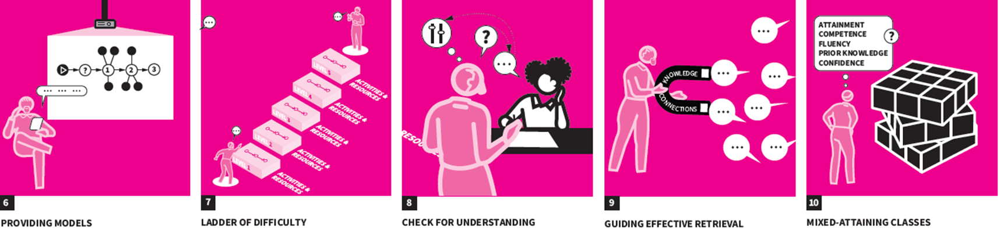 ?
1
2
3
... ... ...
6
PROVIDING MODELS
...
...
...
LEVEL 5
ACTIVITIES &
RESOURCES
LEVEL 4
ACTIVITIES &
RESOURCES
LEVEL 3
ACTIVITIES &
RESOURCES
LEVEL 2
ACTIVITIES &
RESOURCES
LEVEL 1
ACTIVITIES &
RESOURCES
7
LADDER OF DIFFICULTY
?
...
8
CHECK FOR UNDERSTANDING
...
KNOWLEDGE
...
...
CONNECTIONS
...
...
...
...
9
GUIDING EFFECTIVE RETRIEVAL
ATTAINMENT
COMPETENCE
FLUENCY
PRIOR KNOWLEDGE
CONFIDENCE
?
10
MIXED-ATTAINING CLASSES